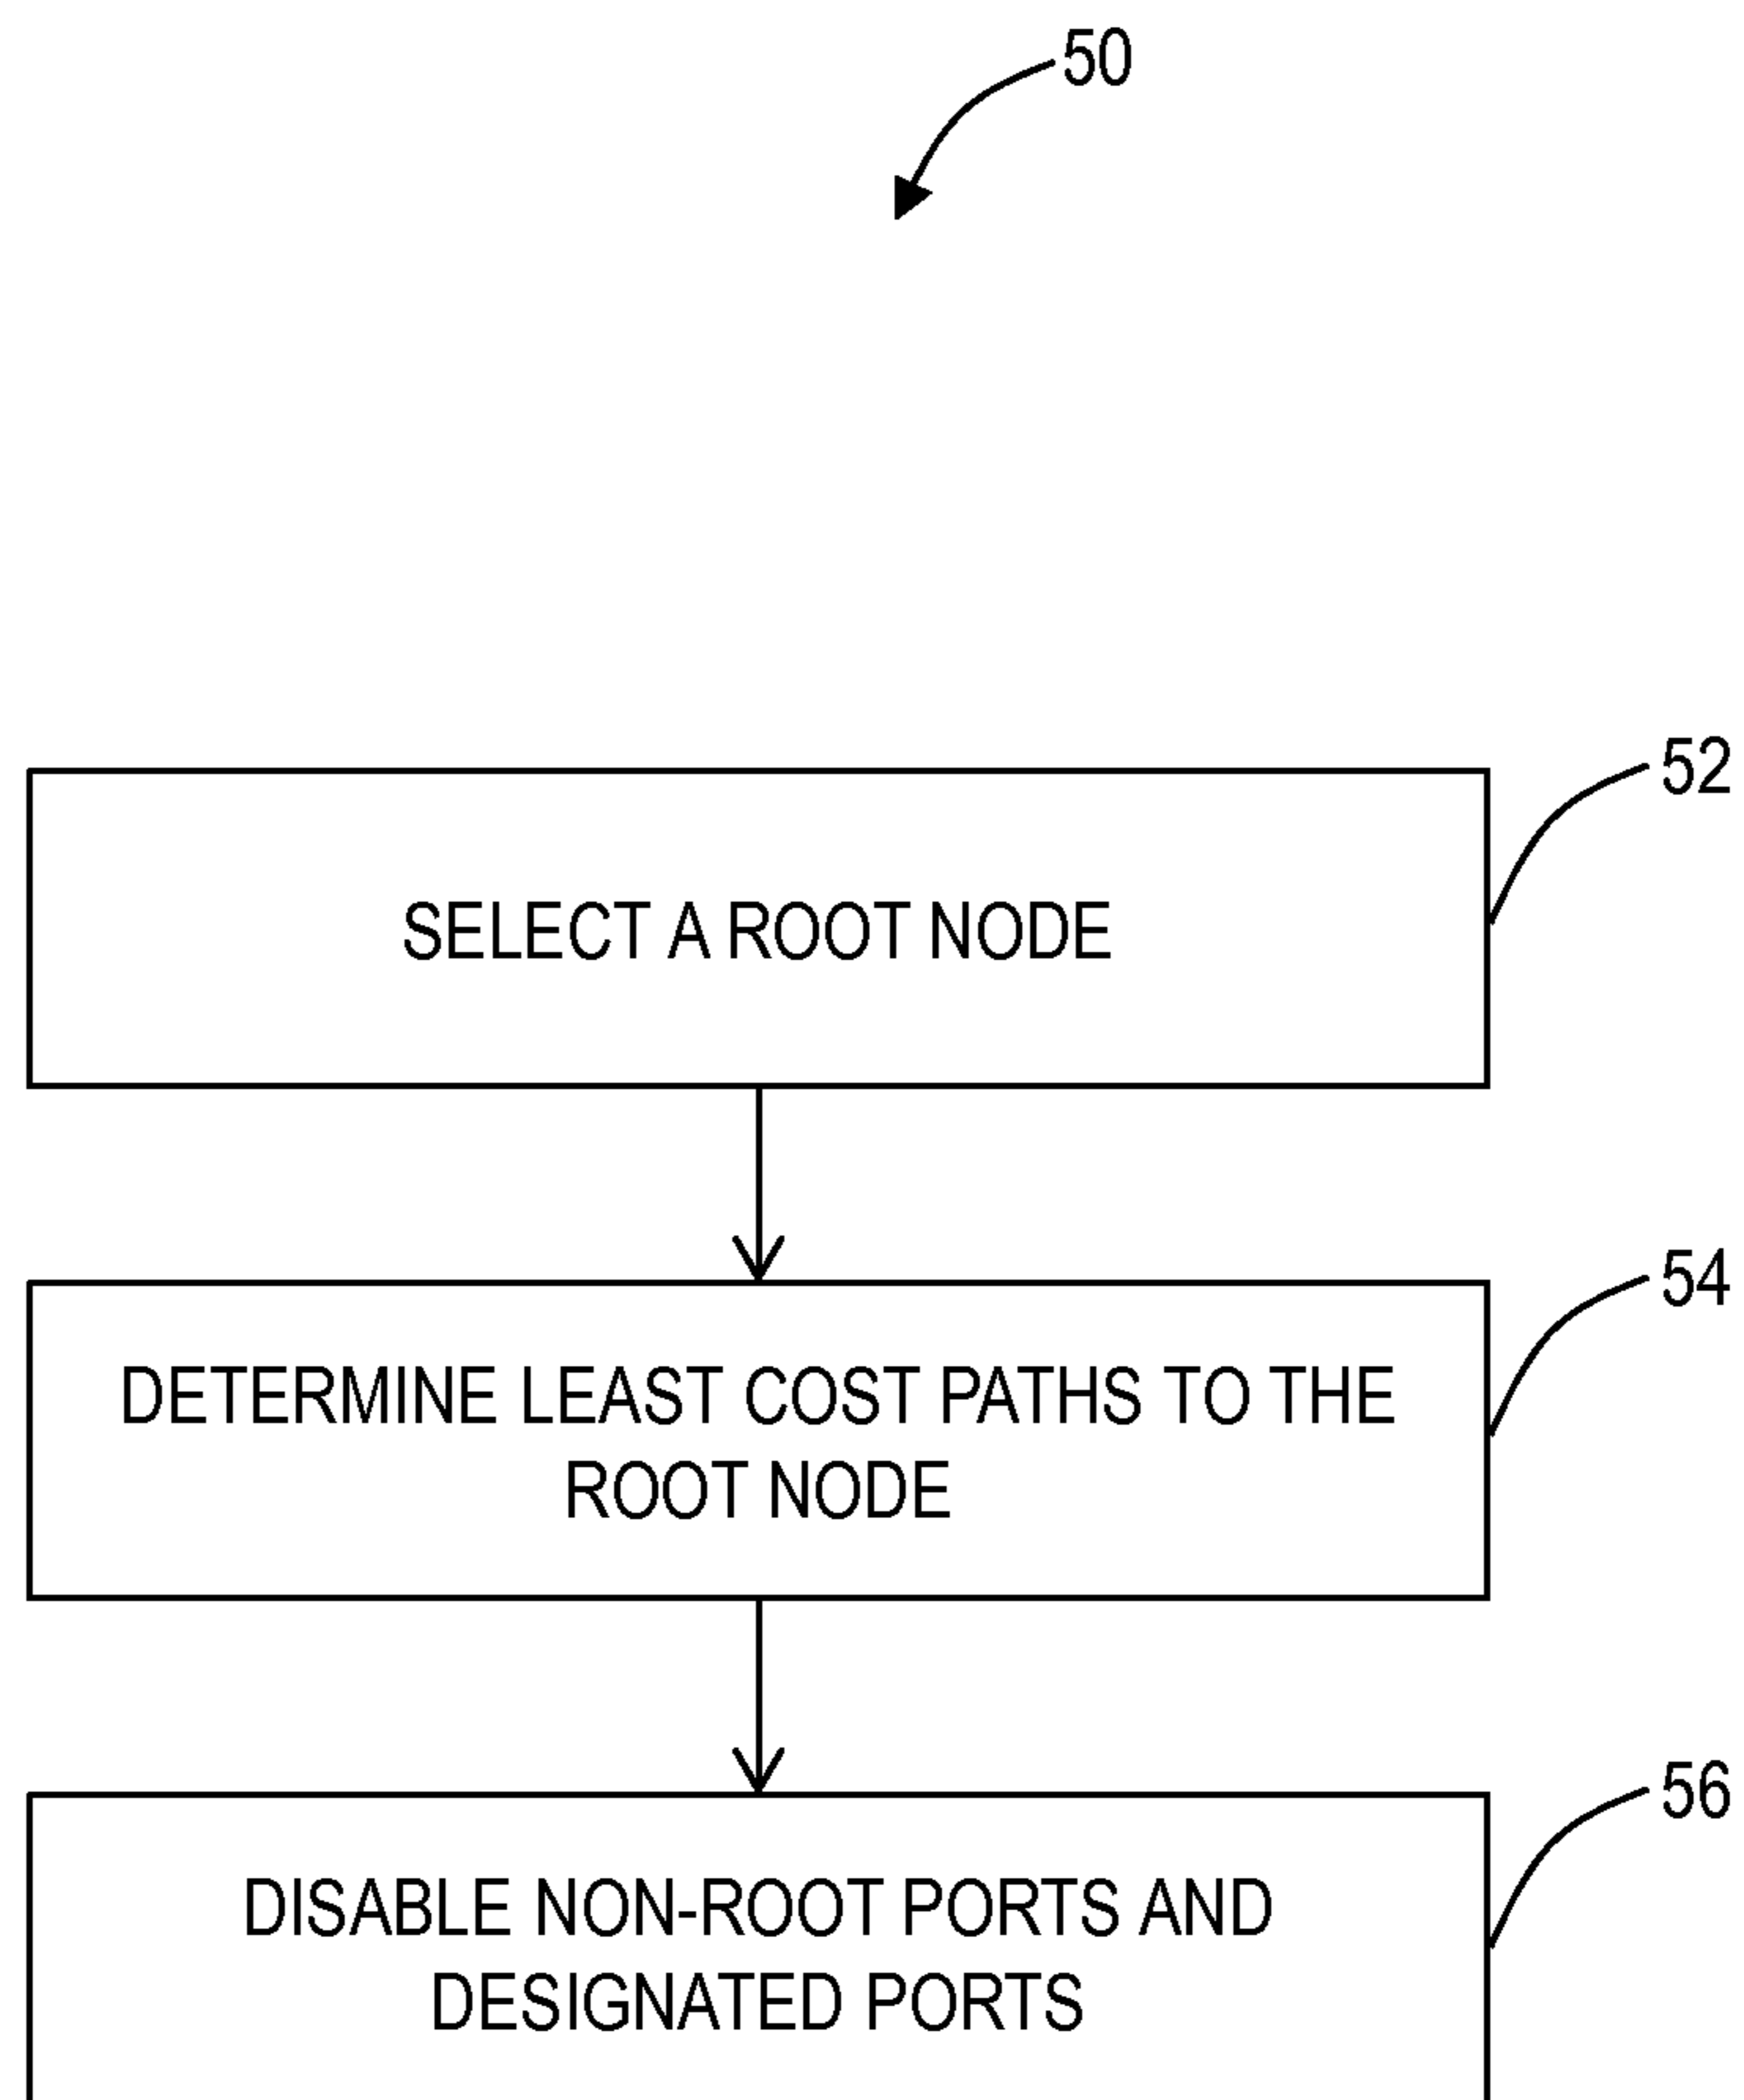 50
52
SELECT A ROOT NODE
54
DETERMINE LEAST COST PATHS TO THE
ROOT NODE
56
DISABLE NON-ROOT PORTS AND
DESIGNATED PORTS